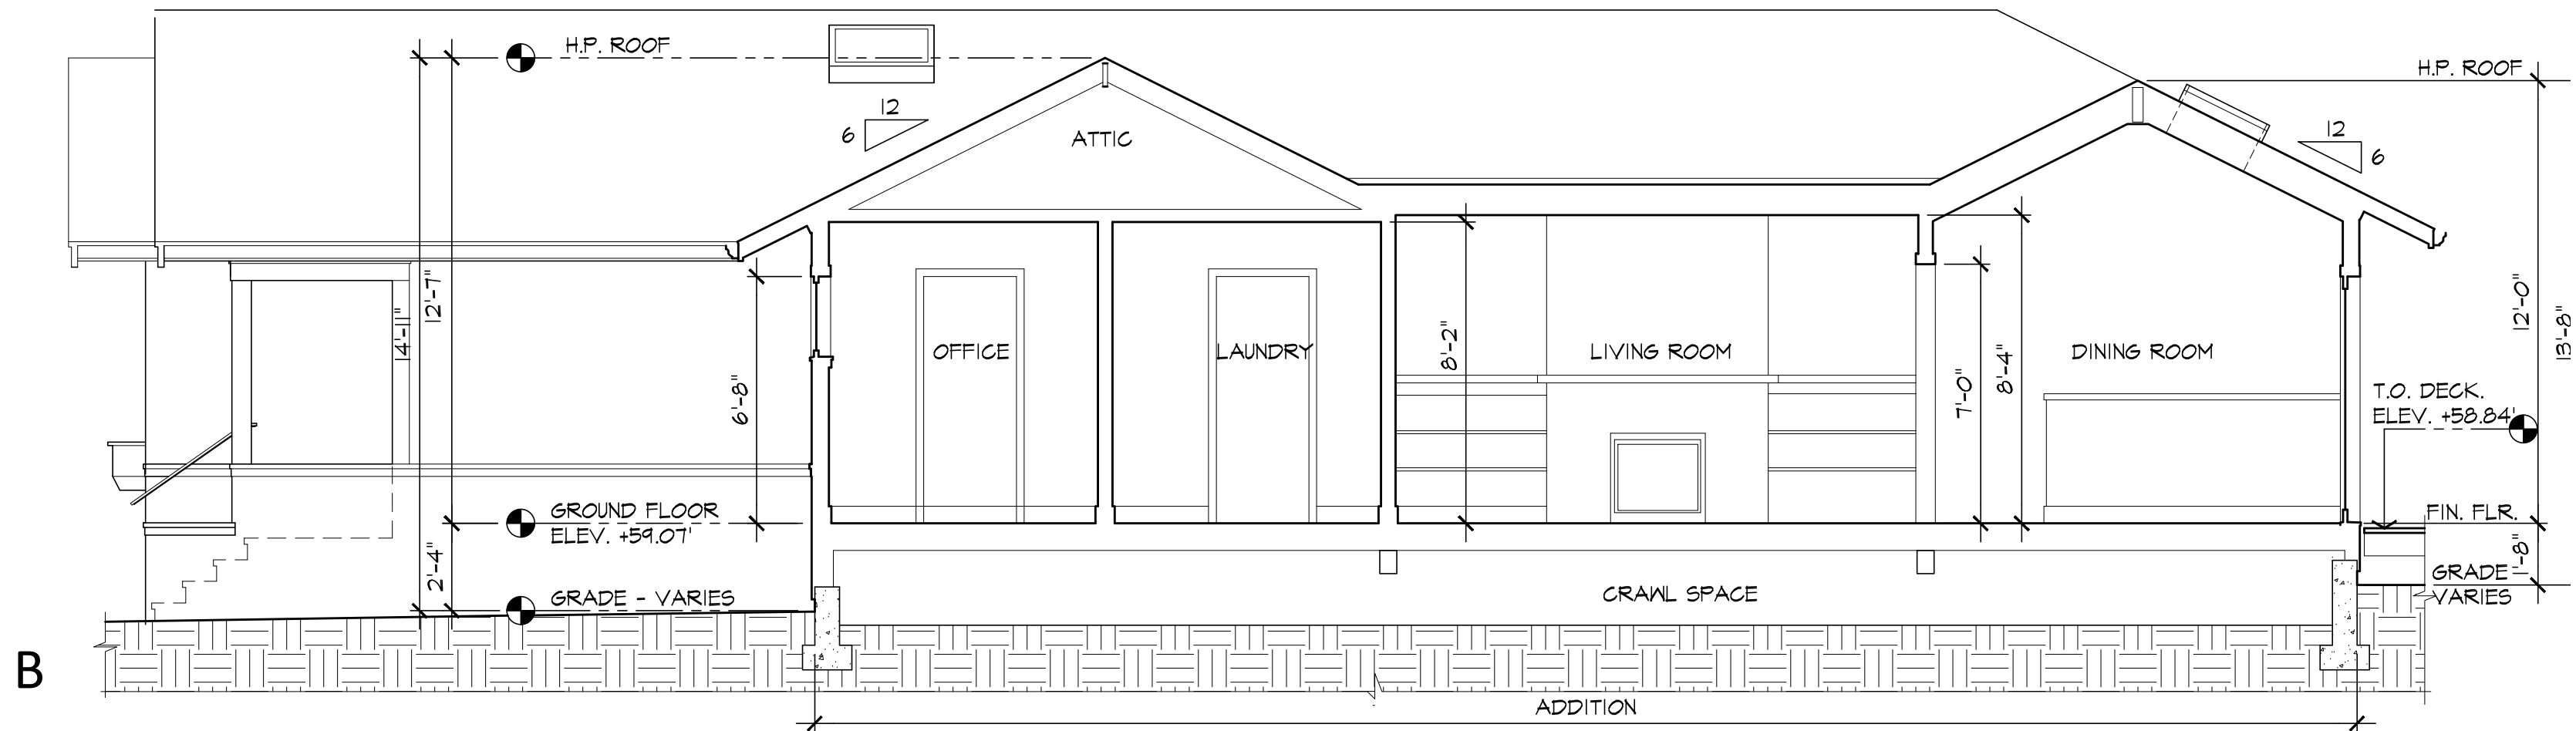 H.P. ROOF
H.P. ROOF
12
6
ATTIC
12
6
14'-11"
12'-7"
6'-8"
OFFICE
LAUNDRY
8'-2"
LIVING ROOM
7'-0"
8'-4"
DINING ROOM
12'-0"
13'-8"
T.O. DECK.
ELEV. +58.84'
GROUND FLOOR
ELEV. +59.07'
FIN. FLR.
2'-4"
1'-8"
GRADE - VARIES
CRAWL SPACE
GRADE
VARIES
B
ADDITION